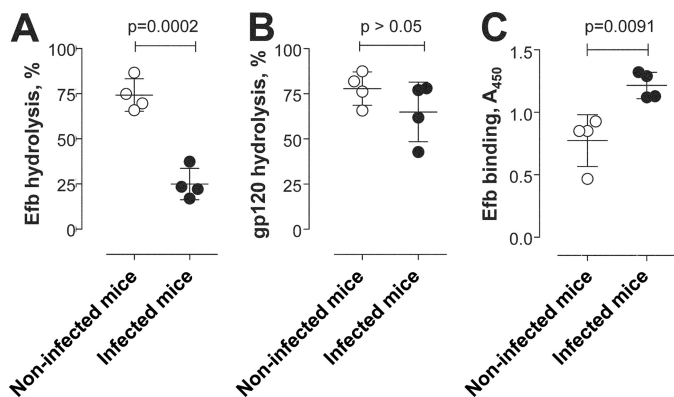 A
p=0.0002
Efb hydrolysis, %
100
75
50
25
0
Non-infected mice
Infected mice
B
p > 0.05
gp120 hydrolysis, %
100
75
50
25
0
Non-infected mice
Infected mice
C
p=0.0091
Efb binding, A450
1.5
1.0
0.5
0.0
Non-infected mice
Infected mice